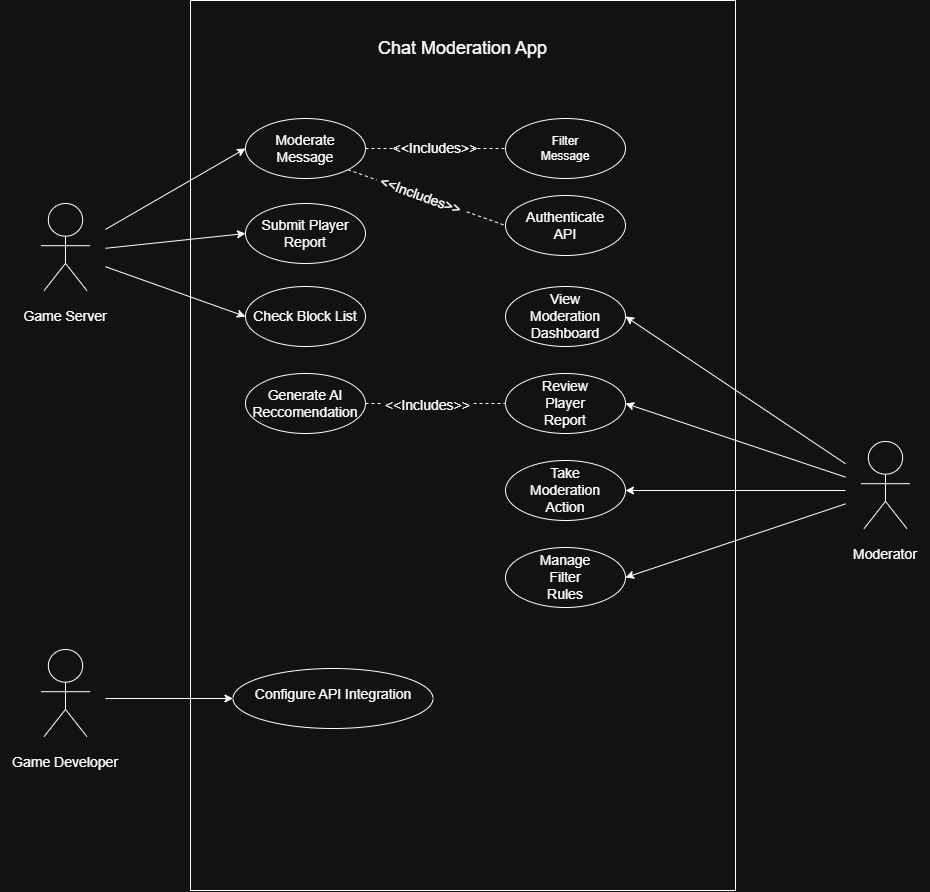 Chat Moderation App
Moderate
Message
<<Includes>>
Filter
Message
<<Includes>>
Submit Player
Report
Authenticate
API
Game Server
Check Block List
View
Moderation
Dashboard
Generate AI
Reccomendation
<<Includes>>
Review
Player
Report
Take
Moderation
Action
Moderator
Manage
Filter
Rules
Configure API Integration
Game Developer